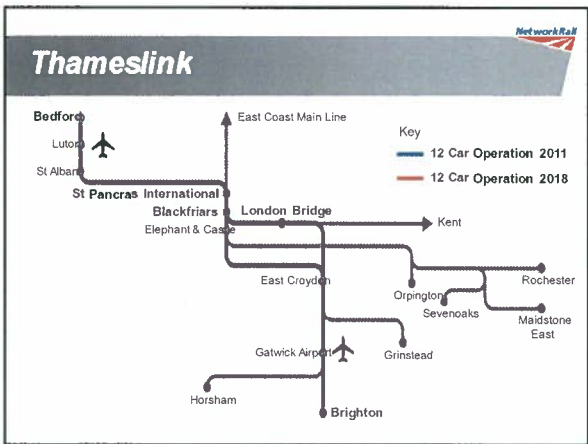 NetworkRail
Thameslink
Bedford
East Coast Main Line
Luton
Key
12 Car Operation 2011
St Albans
12 Car Operation 2018
St Pancras International
Blackfriars
London Bridge
Elephant & Castle
Kent
East Croydon
Orpington
Rochester
Sevenoaks
Maidstone
East
Gatwick Airport
Grinstead
Horsham
Brighton